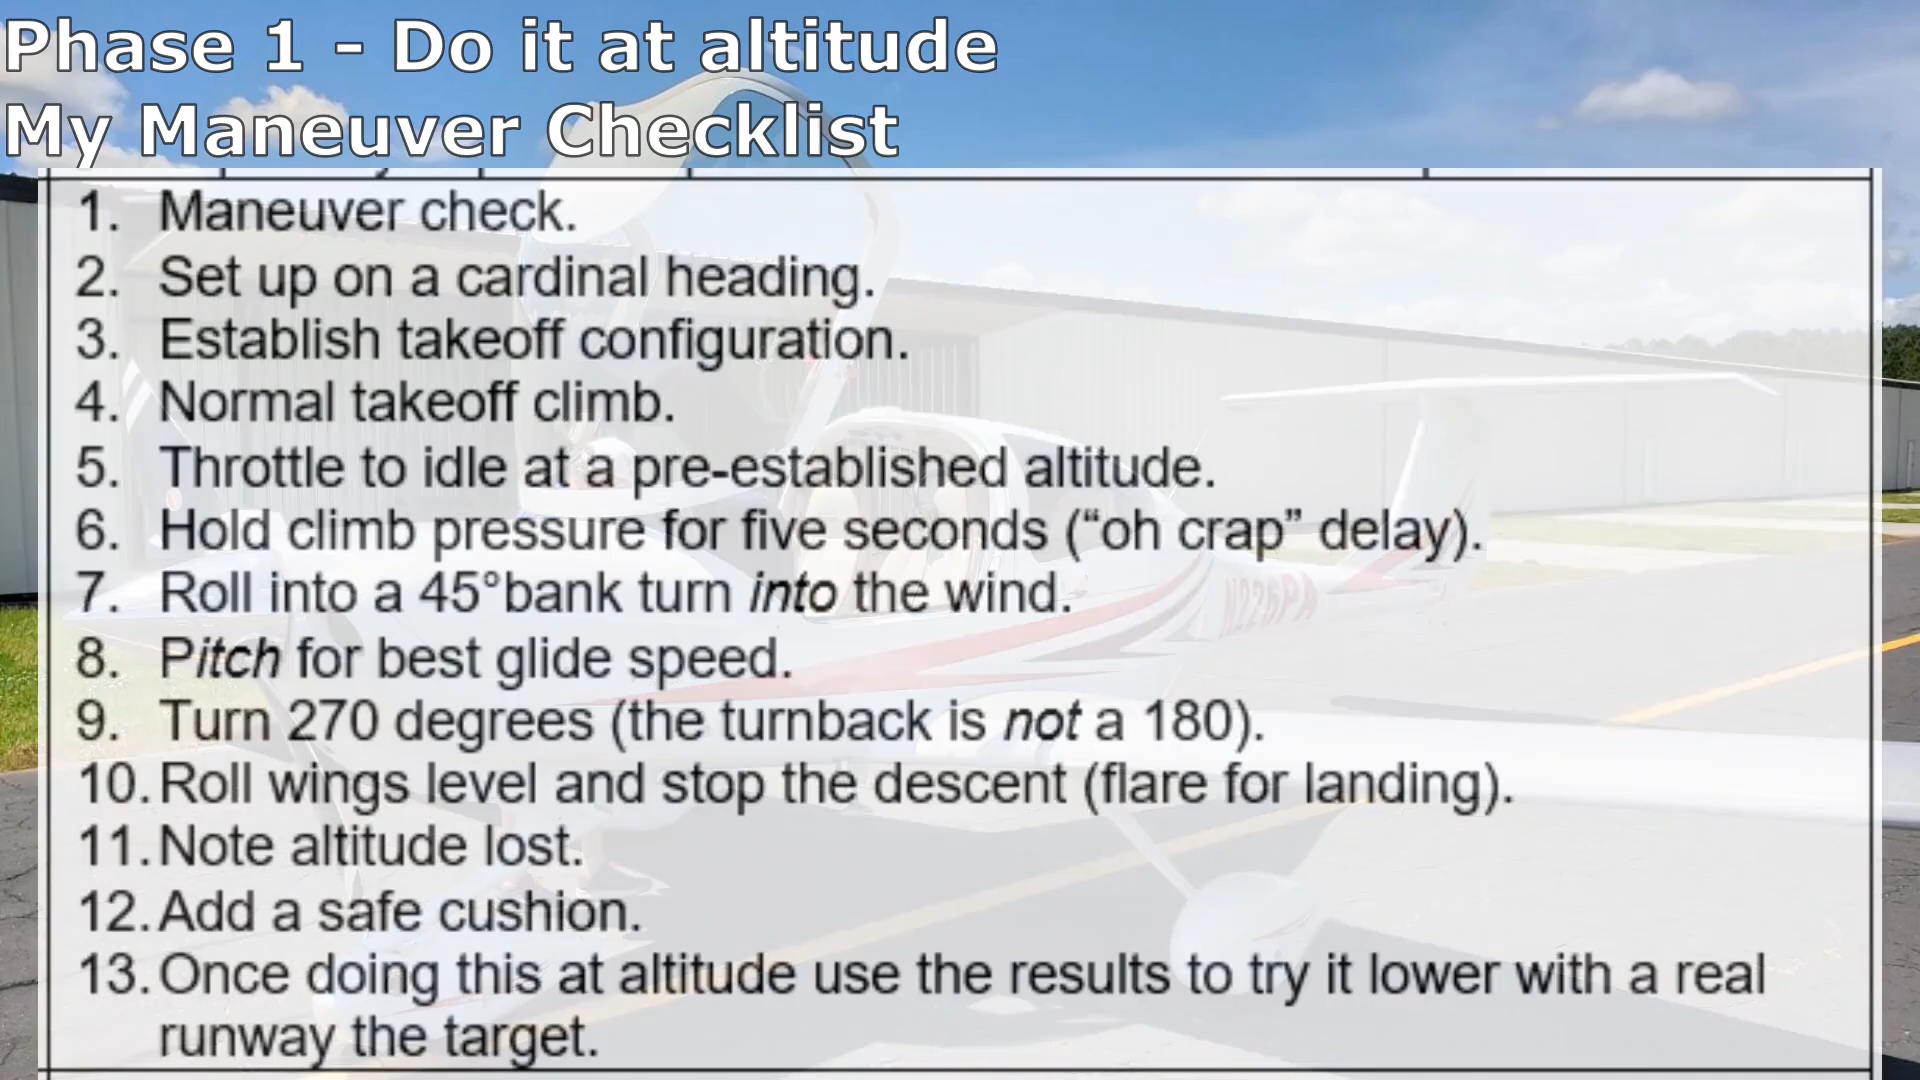 Phase 1 - Do it at altitude
My Maneuver Checklist
1. Maneuver check.
2. Set up on a cardinal heading.
3. Establish takeoff configuration.
4. Normal takeoff climb.
5. Throttle to idle at a pre-established altitude.
6. Hold climb pressure for five seconds (“oh crap” delay).
7. Roll into a 45°bank turn into the wind.
8. Pitch for best glide speed.
9. Turn 270 degrees (the turnback is not a 180).
10. Roll wings level and stop the descent (flare for landing).
11. Note altitude lost.
12. Add a safe cushion.
13. Once doing this at altitude use the results to try it lower with a real
runway the target.
N226PA